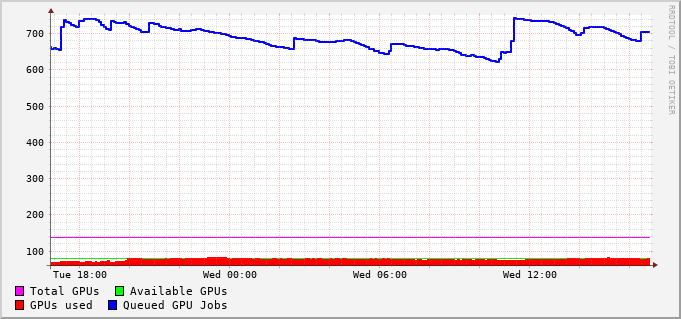 RRDTOOL / TOBI OETIKER
700
600
500
400
300
200
100
Tue 18:00 Wed 00:00 Wed 06:00 Wed 12:00
Total GPUs Available GPUs
GPUs used Queued GPU Jobs